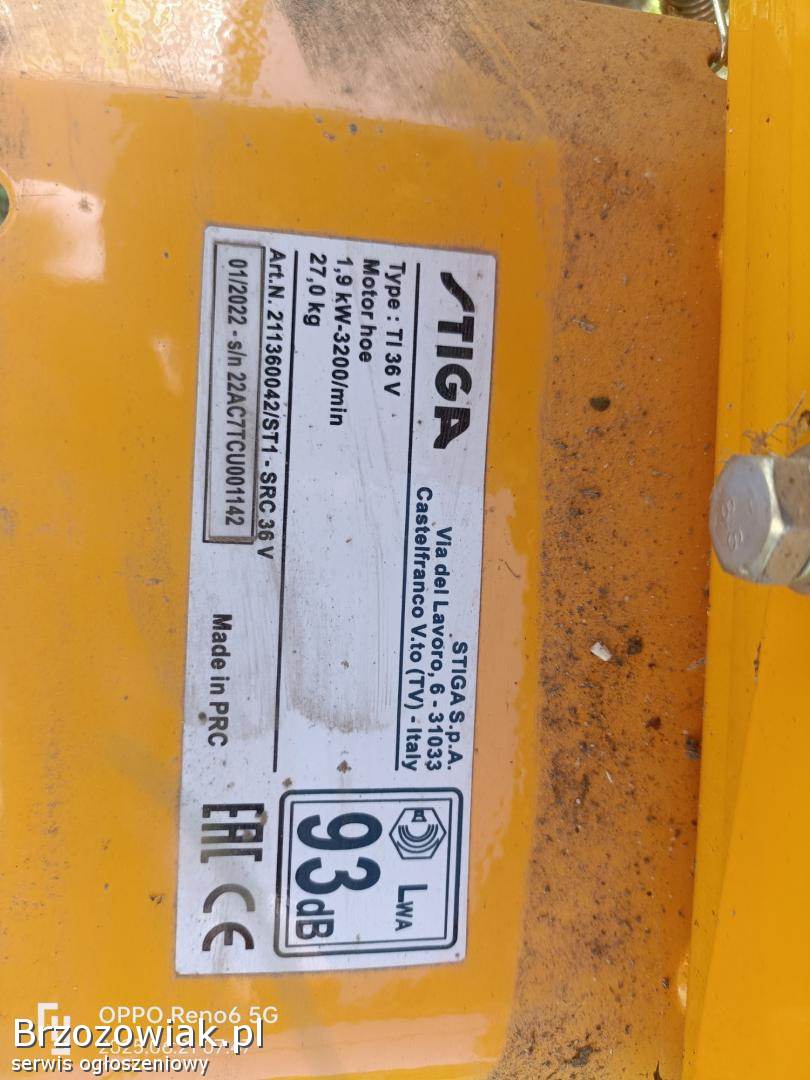 STIGA
STIGA S.p.A.
Via del Lavoro, 6 - 31033
Castelfranco V.to (TV) - Italy
Type : TI 36 V
Motor hoe
1,9 kW-3200/min
27,0 kg
LWA
93 dB
Art.N. 211360042/ST1 - SRC 36 V
01/2022 - s/n 22AC7TCU001142
Made in PRC
EAC CE
OPPO Reno6 5G
Brzozowiak.pl
serwis ogłoszeniowy